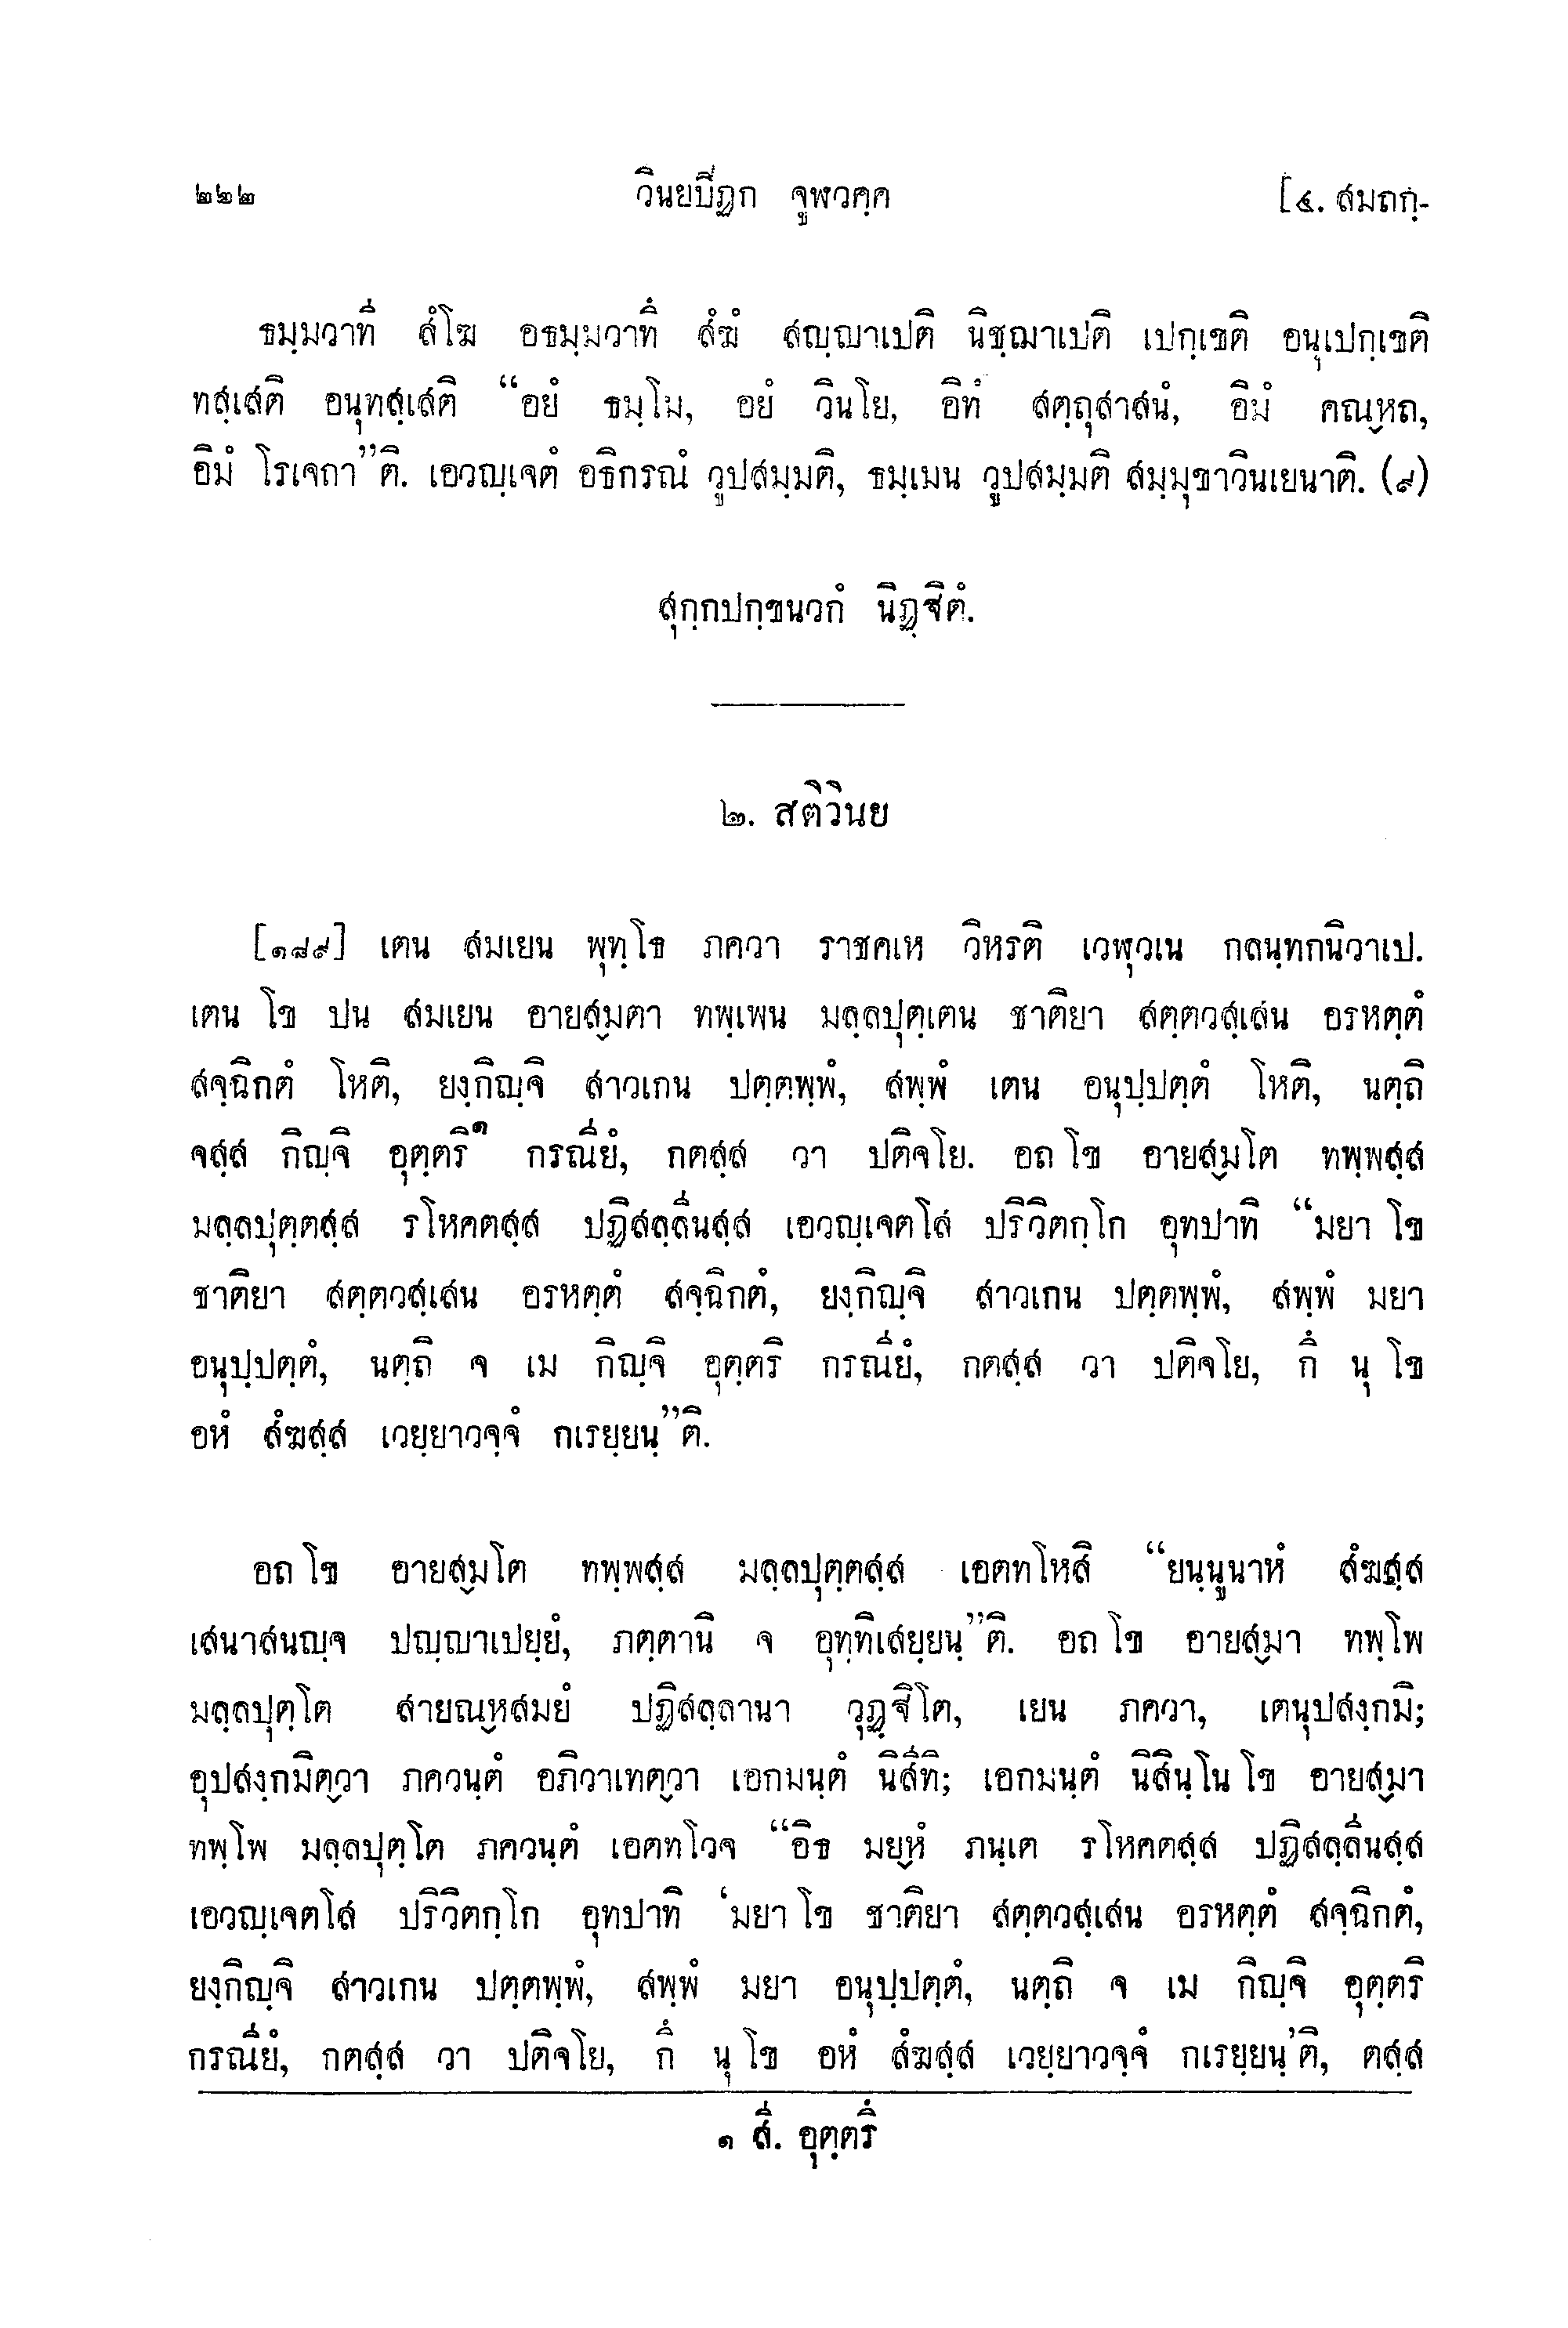 ๒๒๒ วินยปิฏก จูฬวคฺค [๔. สมถกฺ-
ธมฺมวาที สํโฆ อธมฺมวาทึ สํฆํ สญฺญาเปติ นิชฺฌาเปติ เปกฺเขติ อนุเปกฺเขติ
ทสฺเสติ อนุทสฺเสติ “อยํ ธมฺโม, อยํ วินโย, อิทํ สตฺถุสาสนํ, อิมํ คณฺหถ,
อิมํ โรเจถา”ติ. เอวญฺเจตํ อธิกรณํ วูปสมฺมติ, ธมฺเมน วูปสมฺมติ สมฺมุขาวินเยนาติ. (๙)
สุกฺกปกฺขนวกํ นิฏฺฐิตํ.
๒. สติวินย
[๑๘๙] เตน สมเยน พุทฺโธ ภควา ราชคเห วิหรติ เวฬุวเน กลนฺทกนิวาเป.
เตน โข ปน สมเยน อายสฺมตา ทพฺเพน มลฺลปุตฺเตน ชาติยา สตฺตวสฺเสน อรหตฺตํ
สจฺฉิกตํ โหติ, ยงฺกิญฺจิ สาวเกน ปตฺตพฺพํ, สพฺพํ เตน อนุปฺปตฺตํ โหติ, นตฺถิ
จสฺส กิญฺจิ อุตฺตริ๑ กรณียํ, กตสฺส วา ปติจโย. อถ โข อายสฺมโต ทพฺพสฺส
มลฺลปุตฺตสฺส รโหคตสฺส ปฏิสลฺลีนสฺส เอวญฺเจตโส ปริวิตกฺโก อุทปาทิ “มยา โข
ชาติยา สตฺตวสฺเสน อรหตฺตํ สจฺฉิกตํ, ยงฺกิญฺจิ สาวเกน ปตฺตพฺพํ, สพฺพํ มยา
อนุปฺปตฺตํ, นตฺถิ จ เม กิญฺจิ อุตฺตริ กรณียํ, กตสฺส วา ปติจโย, กึ นุ โข
อหํ สํฆสฺส เวยฺยาวจฺจํ กเรยฺยนฺ”ติ.
อถ โข อายสฺมโต ทพฺพสฺส มลฺลปุตฺตสฺส เอตทโหสิ “ยนฺนูนาหํ สํฆสฺส
เสนาสนญฺจ ปญฺญาเปยฺยํ, ภตฺตานิ จ อุทฺทิเสยฺยนฺ”ติ. อถ โข อายสฺมา ทพฺโพ
มลฺลปุตฺโต สายณฺหสมยํ ปฏิสลฺลานา วุฏฺฐิโต, เยน ภควา, เตนุปสงฺกมิ;
อุปสงฺกมิตฺวา ภควนฺตํ อภิวาเทตฺวา เอกมนฺตํ นิสีทิ; เอกมนฺตํ นิสินฺโน โข อายสฺมา
ทพฺโพ มลฺลปุตฺโต ภควนฺตํ เอตทโวจ “อิธ มยฺหํ ภนฺเต รโหคตสฺส ปฏิสลฺลีนสฺส
เอวญฺเจตโส ปริวิตกฺโก อุทปาทิ ‘มยา โข ชาติยา สตฺตวสฺเสน อรหตฺตํ สจฺฉิกตํ,
ยงฺกิญฺจิ สาวเกน ปตฺตพฺพํ, สพฺพํ มยา อนุปฺปตฺตํ, นตฺถิ จ เม กิญฺจิ อุตฺตริ
กรณียํ, กตสฺส วา ปติจโย, กึ นุ โข อหํ สํฆสฺส เวยฺยาวจฺจํ กเรยฺยนฺ’ติ, ตสฺส
๑ สี. อุตฺตรึ